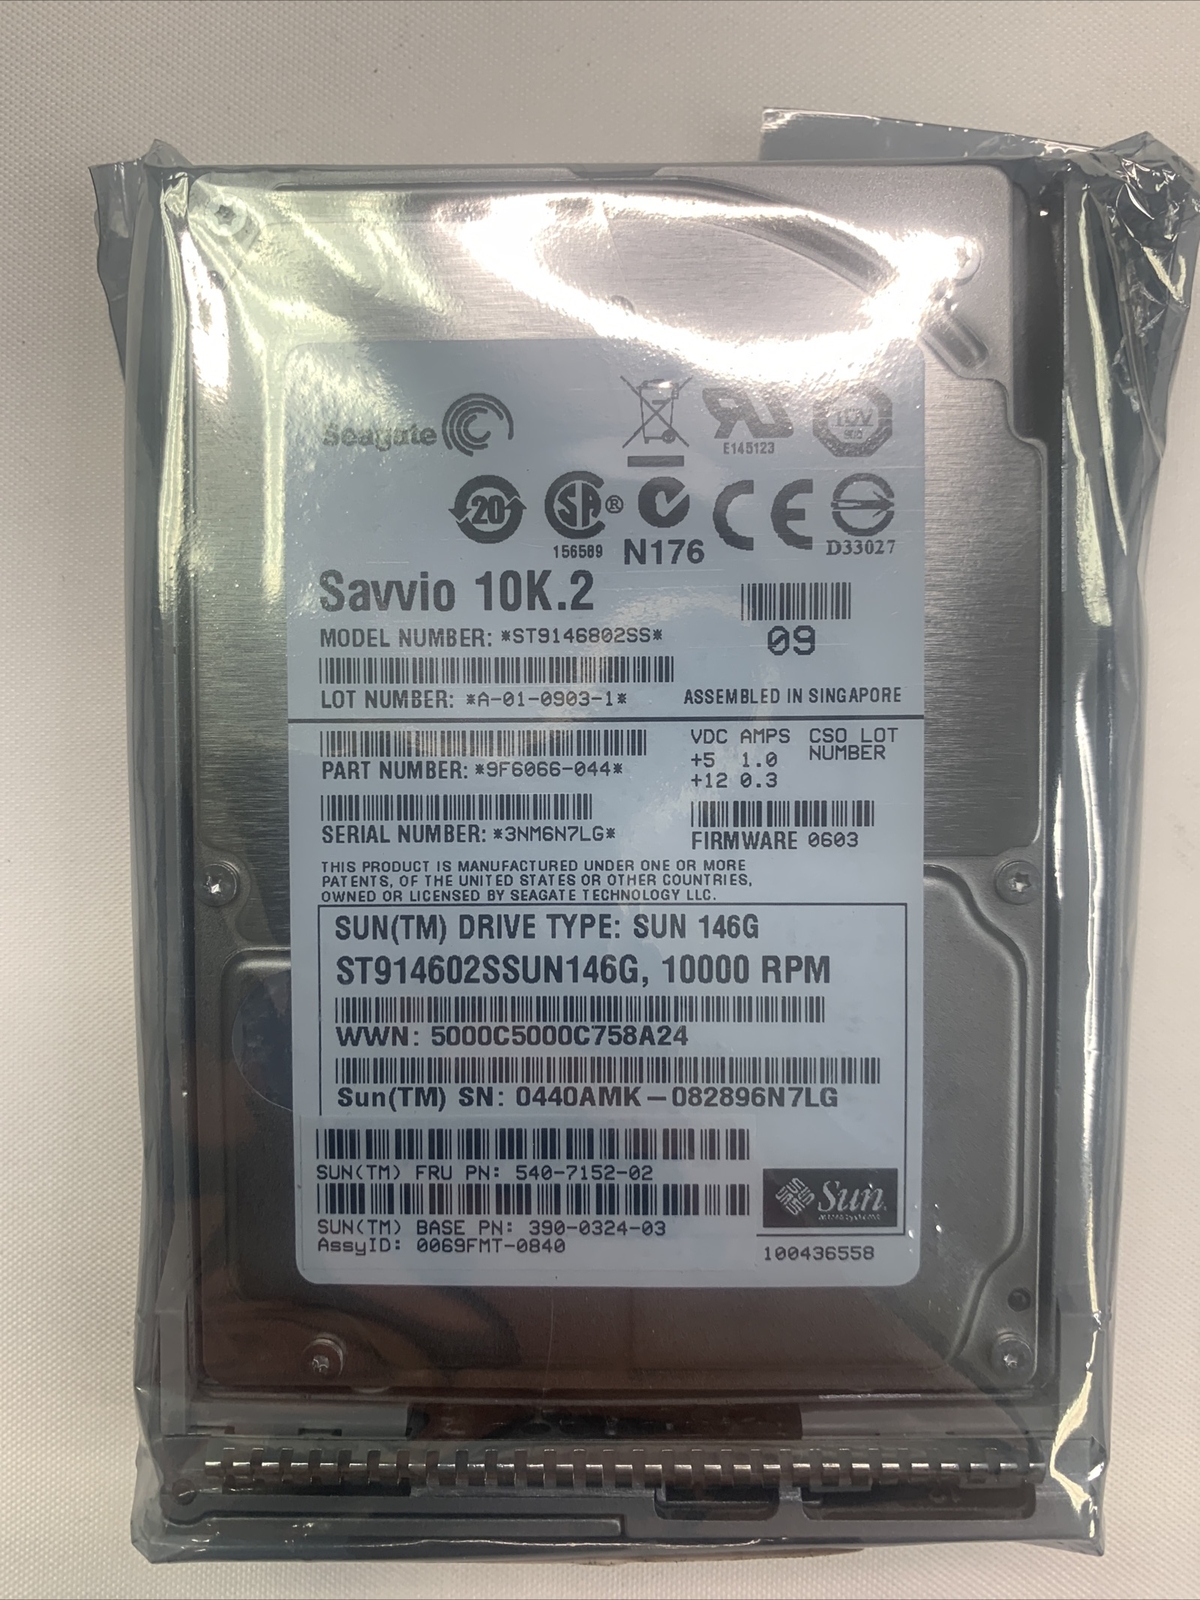 Seagate
E145123
20
SA®
156589
N176
CE
D33027
Savvio 10K.2
09
MODEL NUMBER: *ST9146802SS*
LOT NUMBER: *A-01-0903-1*
ASSEMBLED IN SINGAPORE
PART NUMBER: *9F6066-044*
VDC AMPS CSO LOT
NUMBER
+5 1.0
+12 0.3
SERIAL NUMBER: *3NM6N7LG*
FIRMWARE 0603
THIS PRODUCT IS MANUFACTURED UNDER ONE OR MORE
PATENTS, OF THE UNITED STATES OR OTHER COUNTRIES,
OWNED OR LICENSED BY SEAGATE TECHNOLOGY LLC.
SUN(TM) DRIVE TYPE: SUN 146G
ST914602SSUN146G, 10000 RPM
WWN: 5000C5000C758A24
Sun(TM) SN: 0440AMK-082896N7LG
SUN(TM) FRU PN: 540-7152-02
SUN(TM) BASE PN: 390-0324-03
AssyID: 0069FMT-0840
Sun
microsystems
100436558